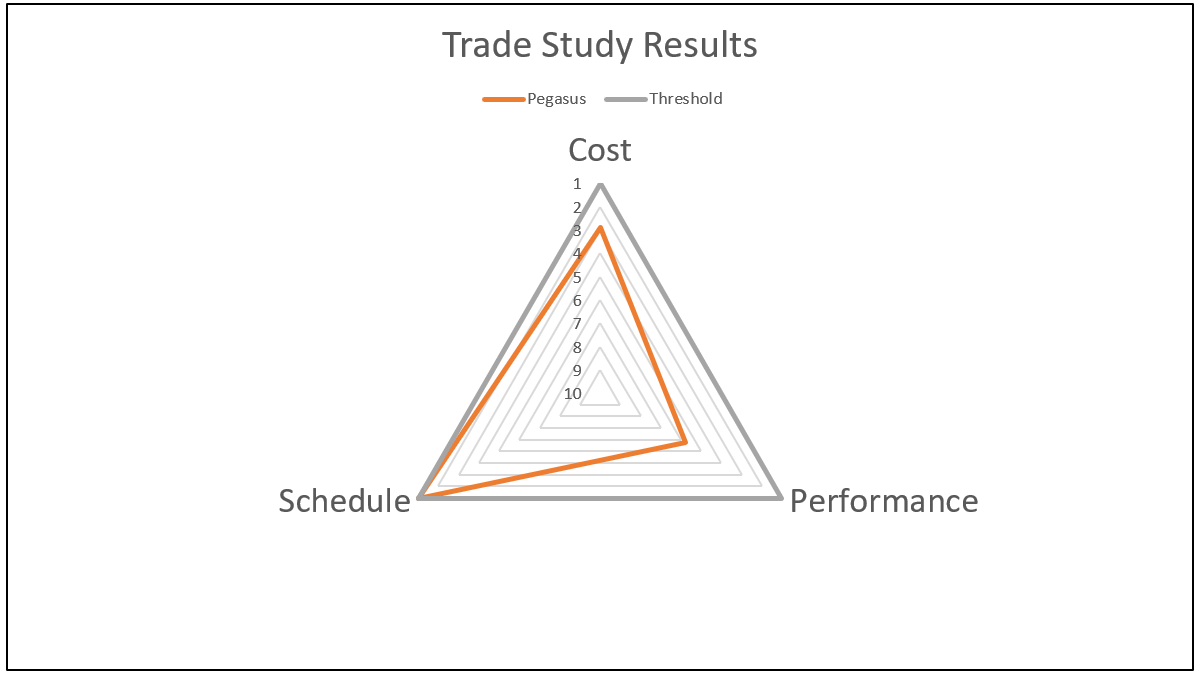 Trade Study Results
Pegasus Threshold
Cost
1
2
3
4
5
6
7
8
9
10
Schedule Performance